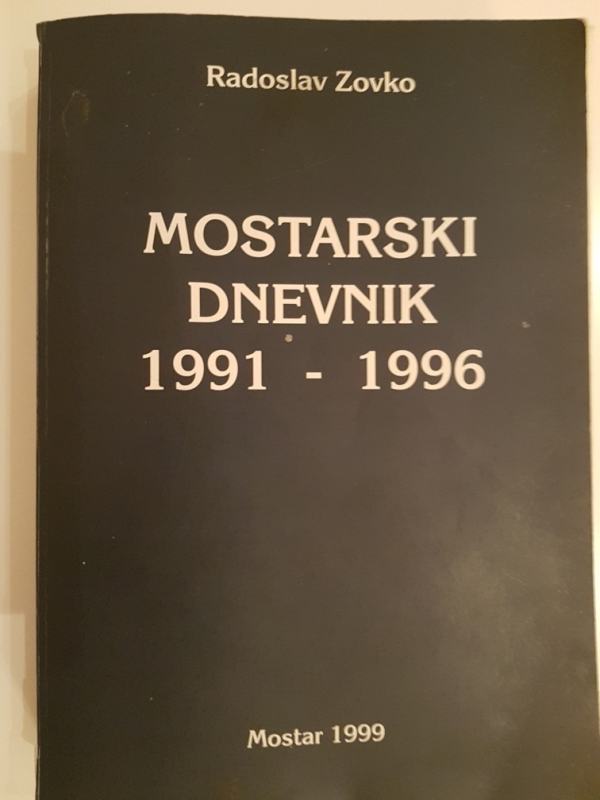 Radoslav Zovko
MOSTARSKI
DNEVNIK
1991 - 1996
Mostar 1999